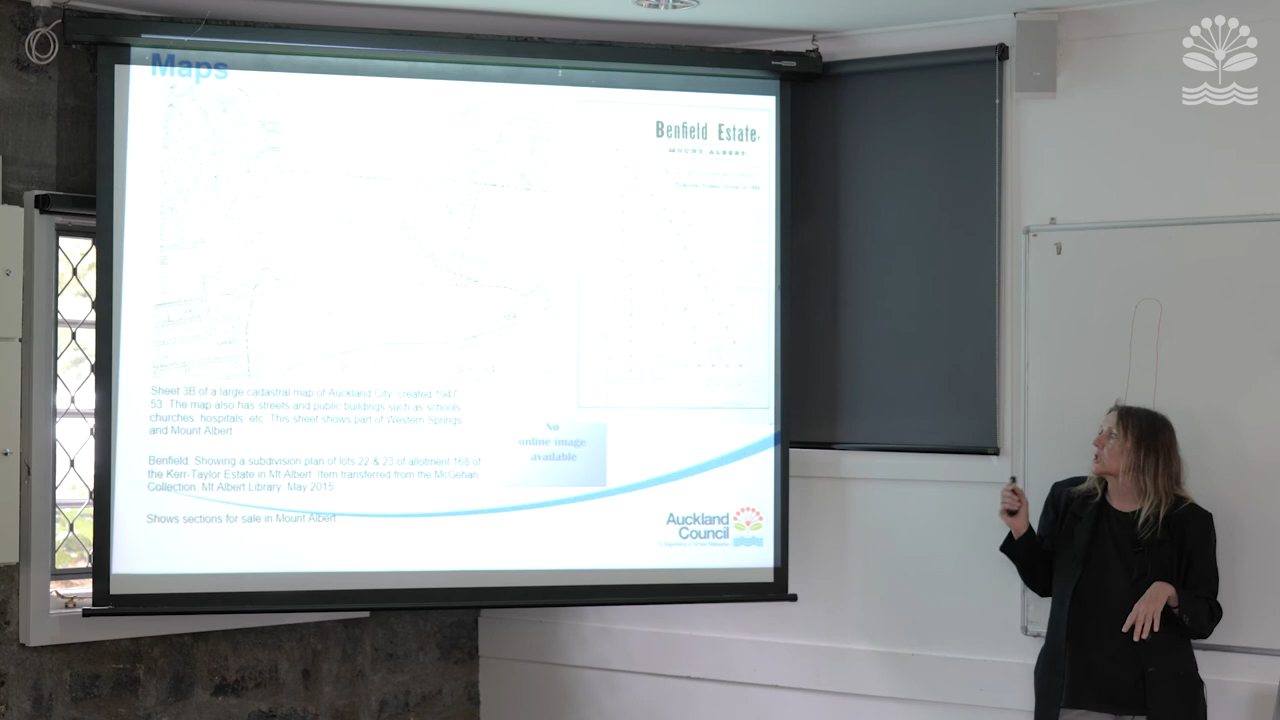 Maps
Benfield Estate.
MOUNT ALBERT.
Sheet 3B of a large cadastral map of Auckland City, created 1947-
53. The map also has streets and public buildings such as schools,
churches, hospitals, etc. This sheet shows part of Western Springs
and Mount Albert
No
online image
available
Benfield: Showing a subdivision plan of lots 22 & 23 of allotment 168 of
the Kerr-Taylor Estate in Mt Albert. Item transferred from the McGehan
Collection, Mt Albert Library, May 2015.
Shows sections for sale in Mount Albert
Auckland
Council